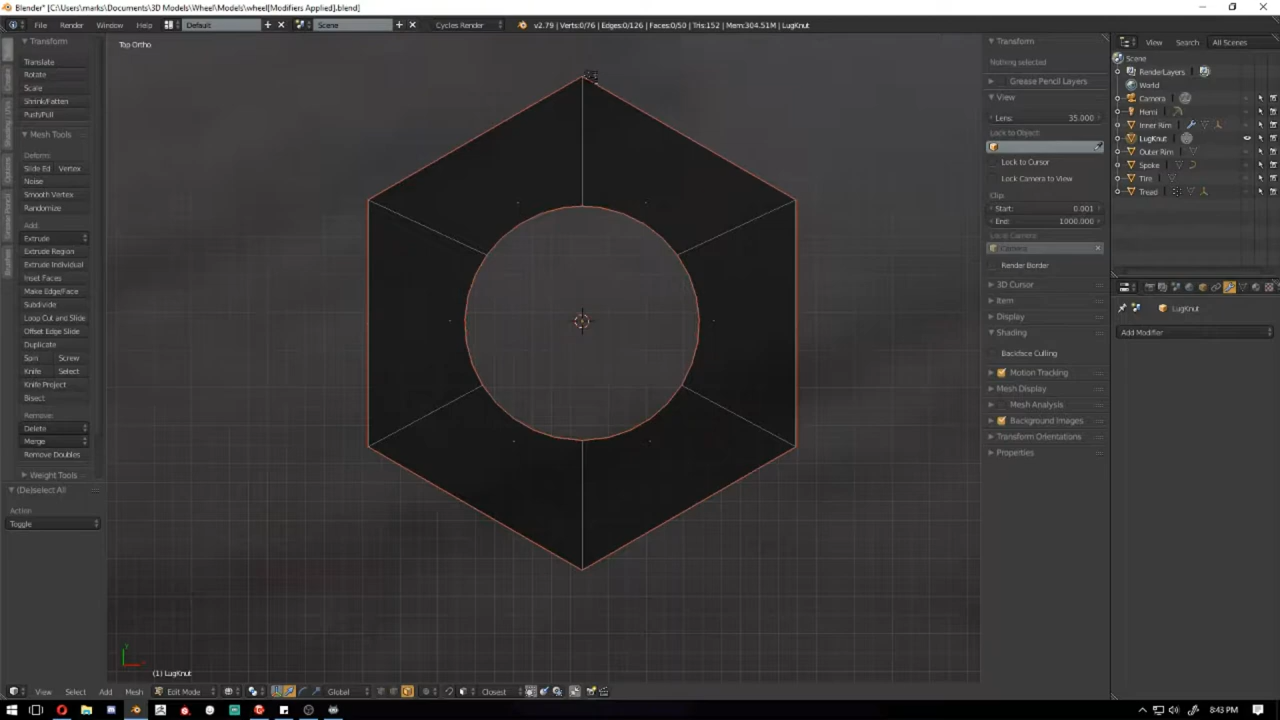 Blender* [C:\Users\marks\Documents\3D Models\Wheel\Models\wheel[Modifiers Applied].blend]
File Render Window Help Default Scene Cycles Render v2.79 | Verts:0/76 | Edges:0/126 | Faces:0/50 | Tris:152 | Mem:304.51M | LugKnut
Transform
Translate
Rotate
Scale
Shrink/Fatten
Push/Pull
Mesh Tools
Deform:
Slide Ed Vertex
Noise
Smooth Vertex
Randomize
Add:
Extrude
Extrude Region
Extrude Individual
Inset Faces
Make Edge/Face
Subdivide
Loop Cut and Slide
Offset Edge Slide
Duplicate
Spin Screw
Knife Select
Knife Project
Bisect
Remove:
Delete
Merge
Remove Doubles
Weight Tools
(De)select All
Action
Toggle
Top Ortho
(1) LugKnut
View Select Add Mesh Edit Mode Global Closest
Transform
Nothing selected
Grease Pencil Layers
View
Lens: 35.000
Lock to Object:
Lock to Cursor
Lock Camera to View
Clip:
Start: 0.001
End: 1000.000
Local Camera:
Camera
Render Border
3D Cursor
Item
Display
Shading
Backface Culling
Motion Tracking
Mesh Display
Mesh Analysis
Background Images
Transform Orientations
Properties
View Search All Scenes
Scene
RenderLayers
World
Camera
Hemi
Inner Rim
LugKnut
Outer Rim
Spoke
Tire
Tread
LugKnut
Add Modifier
8:43 PM